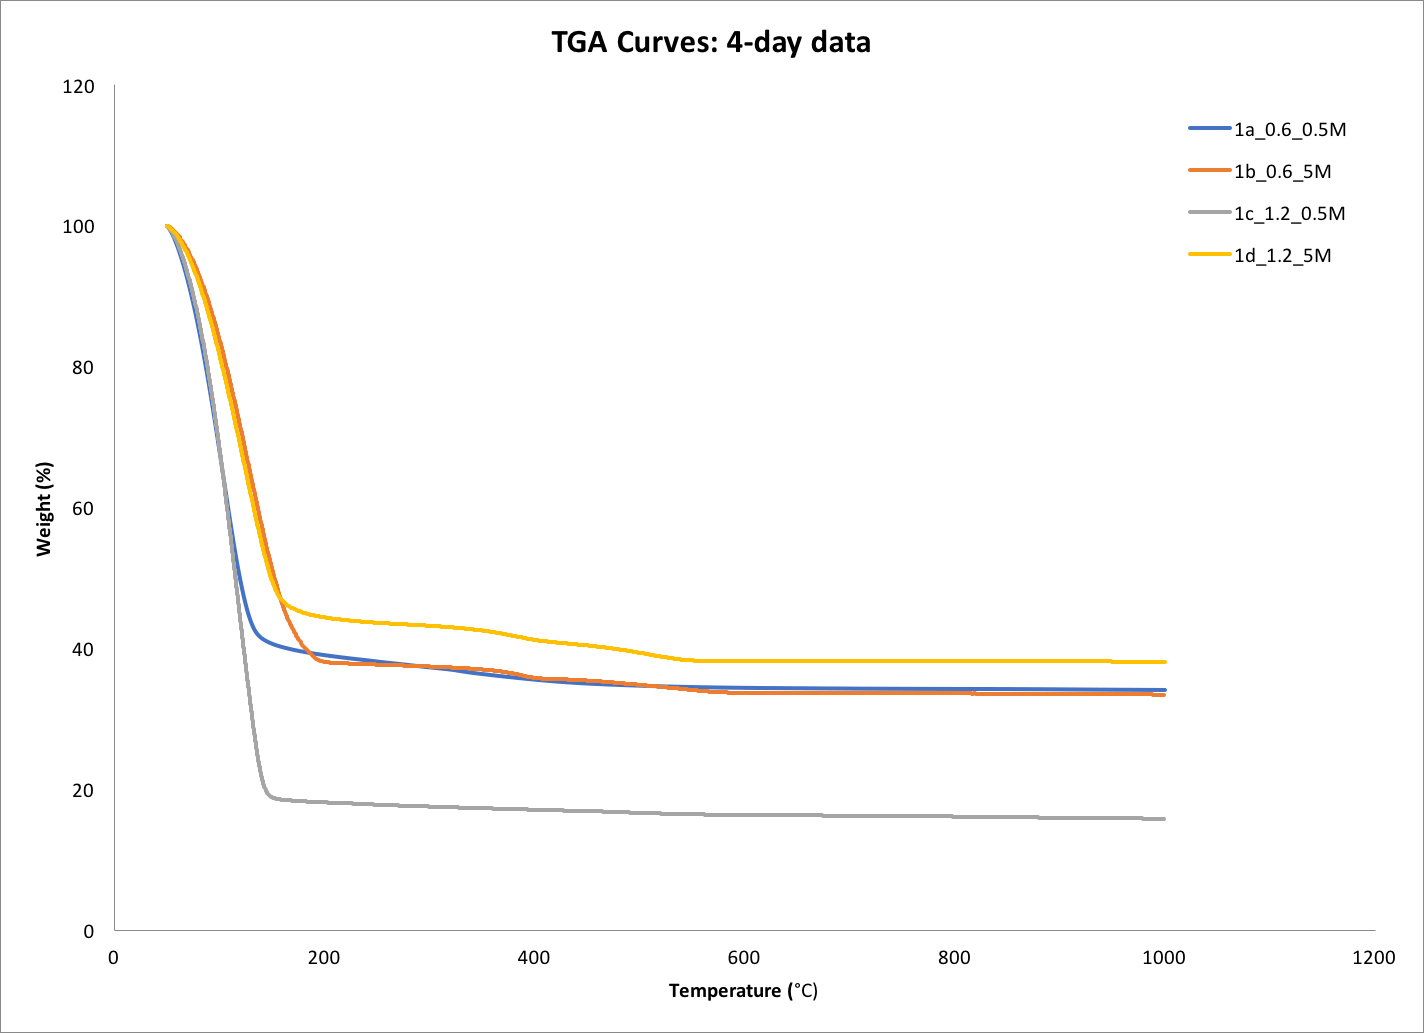 TGA Curves: 4-day data
120
100
80
60
40
20
0
Weight (%)
1a_0.6_0.5M
1b_0.6_5M
1c_1.2_0.5M
1d_1.2_5M
0 200 400 600 800 1000 1200
Temperature (°C)